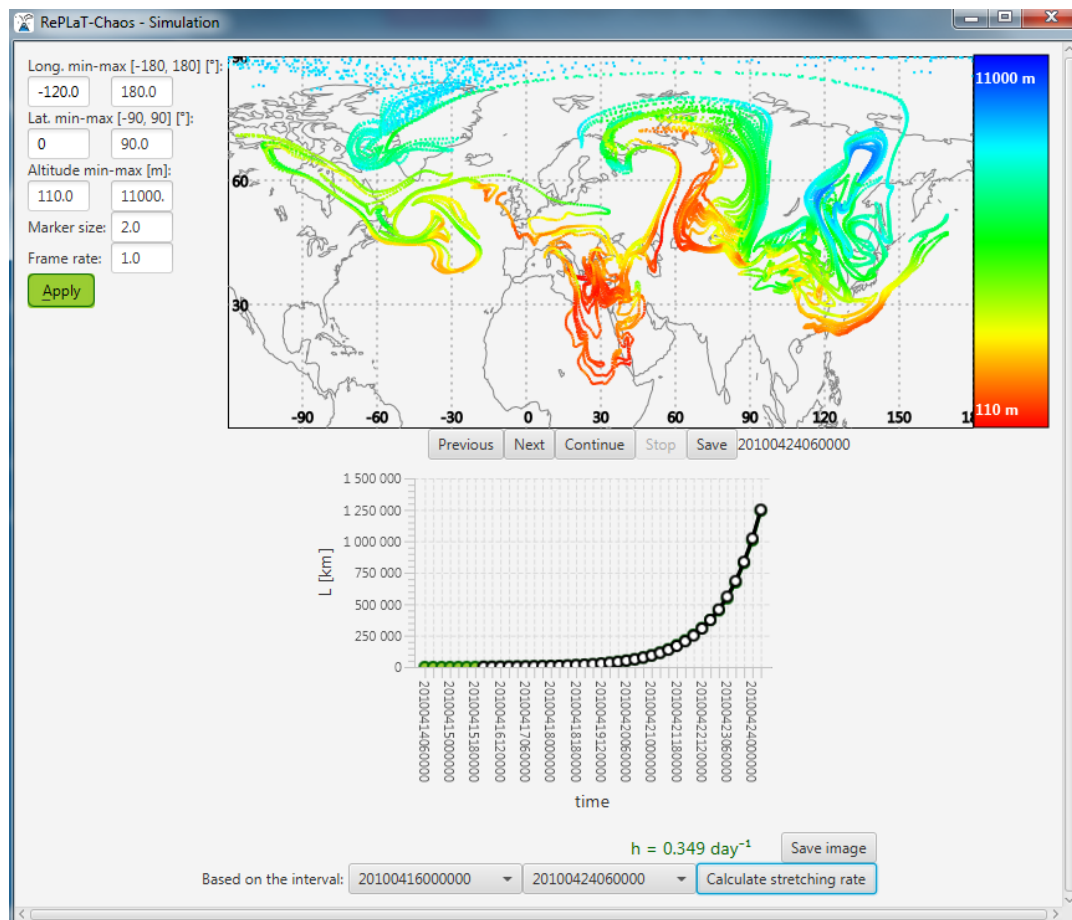 RePLaT-Chaos - Simulation
Long. min-max [-180, 180] [°]:
-120.0 180.0
Lat. min-max [-90, 90] [°]:
0 90.0
Altitude min-max [m]:
110.0 11000.
Marker size: 2.0
Frame rate: 1.0
Apply
90
60
30
-90 -60 -30 0 30 60 90 120 150 18
11000 m
110 m
Previous Next Continue Stop Save 20100424060000
1 500 000
1 250 000
1 000 000
750 000
500 000
250 000
0
L [km]
20100414060000
20100415000000
20100415180000
20100416120000
20100417060000
20100418000000
20100418180000
20100419120000
20100420060000
20100421000000
20100421180000
20100422120000
20100423060000
20100424000000
time
h = 0.349 day⁻¹ Save image
Based on the interval: 20100416000000 20100424060000 Calculate stretching rate